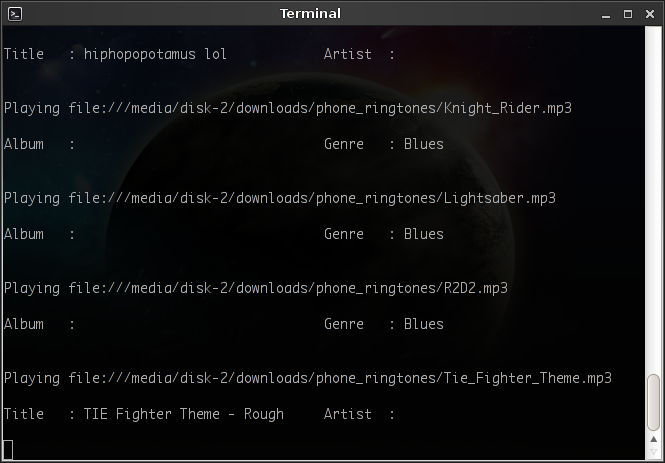 Terminal
Title : hiphopopotamus lol Artist :
Playing file:///media/disk-2/downloads/phone_ringtones/Knight_Rider.mp3
Album : Genre : Blues
Playing file:///media/disk-2/downloads/phone_ringtones/Lightsaber.mp3
Album : Genre : Blues
Playing file:///media/disk-2/downloads/phone_ringtones/R2D2.mp3
Album : Genre : Blues
Playing file:///media/disk-2/downloads/phone_ringtones/Tie_Fighter_Theme.mp3
Title : TIE Fighter Theme - Rough Artist :